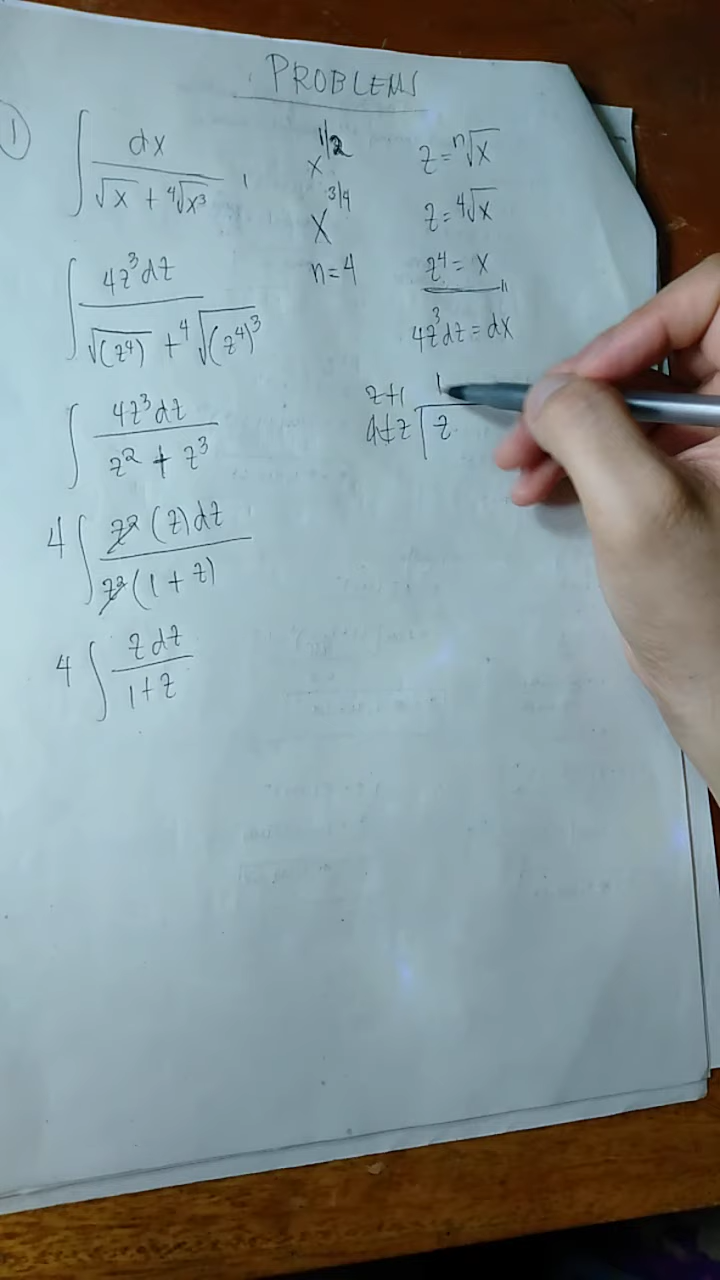 PROBLEMS
1
∫ dx / (√x + ⁴√x³) ,
x^1/2
z = ⁿ√x
x^3/4
z = ⁴√x
n = 4
z⁴ = x
∫ 4z³dz / (√(z⁴) + ⁴√(z⁴)³)
4z³dz = dx
∫ 4z³dz / (z² + z³)
z+1
1
z
4 ∫ z² (z) dz / z² (1 + z)
4 ∫ z dz / (1+z)